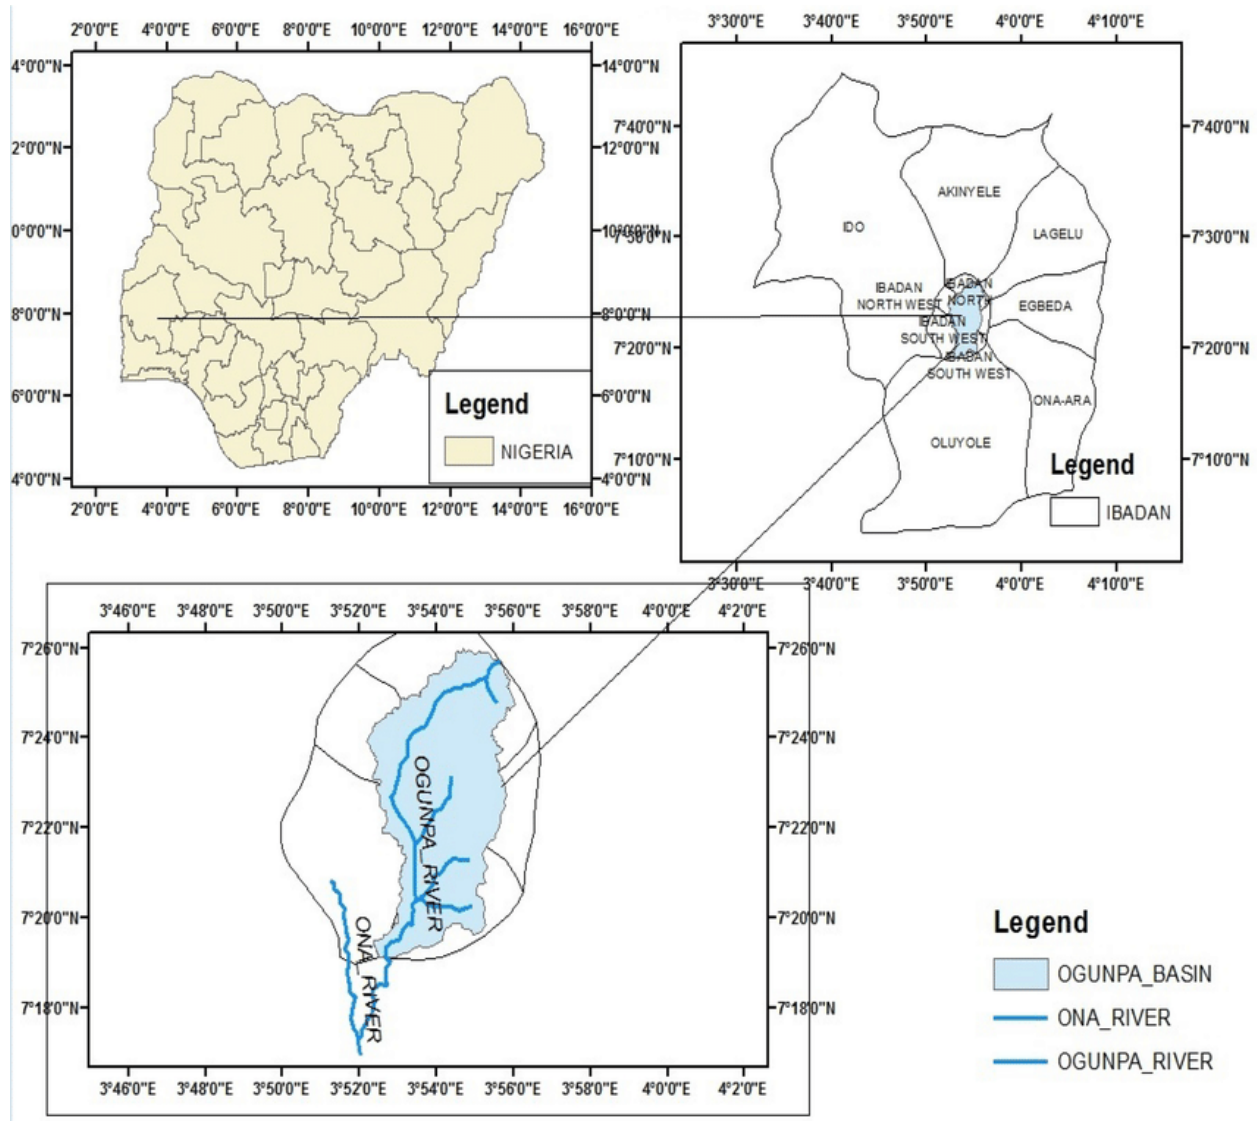 2°0'0"E 4°0'0"E 6°0'0"E 8°0'0"E 10°0'0"E 12°0'0"E 14°0'0"E 16°0'0"E
4°0'0"N 14°0'0"N
2°0'0"N 12°0'0"N
0°0'0"N
8°0'0"N 8°0'0"N
6°0'0"N 6°0'0"N
4°0'0"N 4°0'0"N
Legend
NIGERIA
2°0'0"E 4°0'0"E 6°0'0"E 8°0'0"E 10°0'0"E 12°0'0"E 14°0'0"E 16°0'0"E
3°30'0"E 3°40'0"E 3°50'0"E 4°0'0"E 4°10'0"E
7°40'0"N 7°40'0"N
7°30'0"N
7°20'0"N 7°20'0"N
7°10'0"N 7°10'0"N
AKINYELE
IDO
LAGELU
IBADAN
NORTH WEST
IBADAN
NORTH
EGBEDA
IBADAN
SOUTH WEST
IBADAN
SOUTH WEST
ONA-ARA
OLUYOLE
Legend
IBADAN
3°30'0"E 3°40'0"E 3°50'0"E 4°0'0"E 4°10'0"E
3°46'0"E 3°48'0"E 3°50'0"E 3°52'0"E 3°54'0"E 3°56'0"E 3°58'0"E 4°0'0"E 4°2'0"E
7°26'0"N 7°26'0"N
7°24'0"N 7°24'0"N
7°22'0"N 7°22'0"N
7°20'0"N 7°20'0"N
7°18'0"N 7°18'0"N
OGUNPA_RIVER
ONA_RIVER
3°46'0"E 3°48'0"E 3°50'0"E 3°52'0"E 3°54'0"E 3°56'0"E 3°58'0"E 4°0'0"E 4°2'0"E
Legend
OGUNPA_BASIN
ONA_RIVER
OGUNPA_RIVER